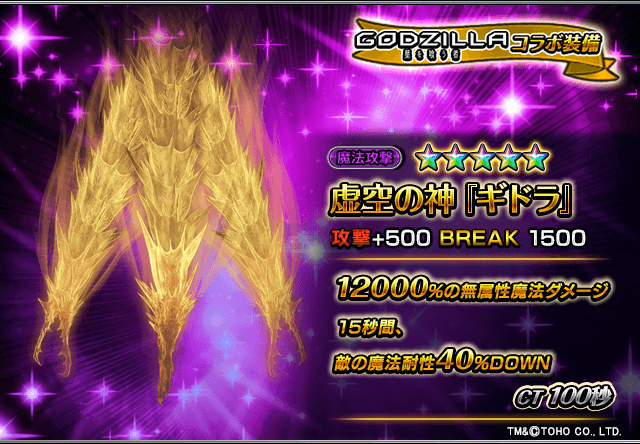 GODZILLA コラボ装備
星を喰う者
魔法攻撃
虚空の神『ギドラ』
攻撃+500 BREAK 1500
12000%の無属性魔法ダメージ
15秒間、
敵の魔法耐性40%DOWN
CT 100秒
TM&©TOHO CO., LTD.